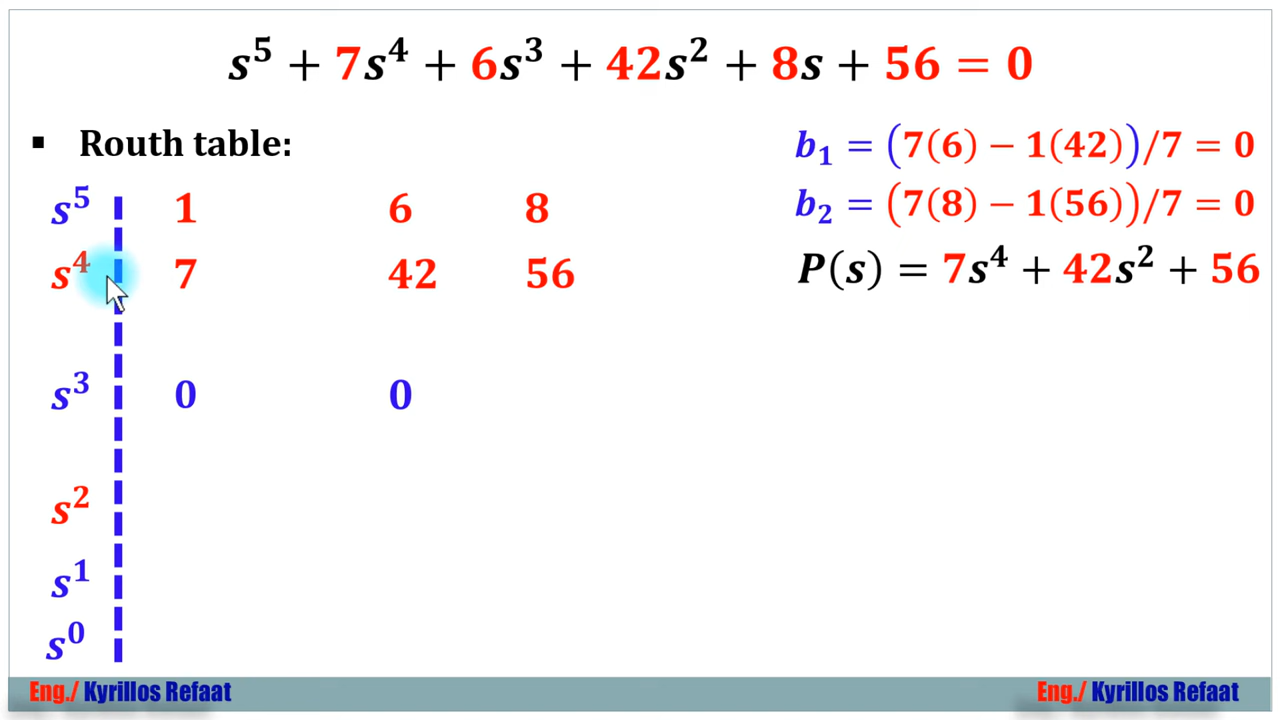 s⁵ + 7s⁴ + 6s³ + 42s² + 8s + 56 = 0
▪ Routh table:
s⁵ 1 6 8
s⁴ 7 42 56
s³ 0 0
s²
s¹
s⁰
b₁ = (7(6) − 1(42))/7 = 0
b₂ = (7(8) − 1(56))/7 = 0
P(s) = 7s⁴ + 42s² + 56
Eng./ Kyrillos Refaat
Eng./ Kyrillos Refaat